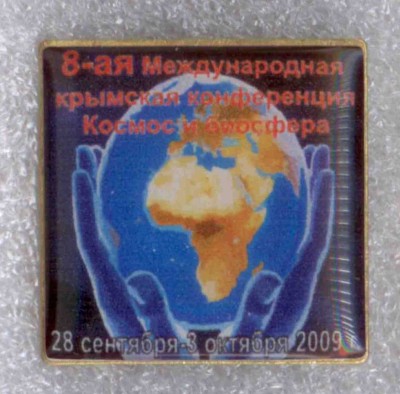 8-ая Международная
крымская конференция
Космос и биосфера
28 сентября-3 октября 2009 г